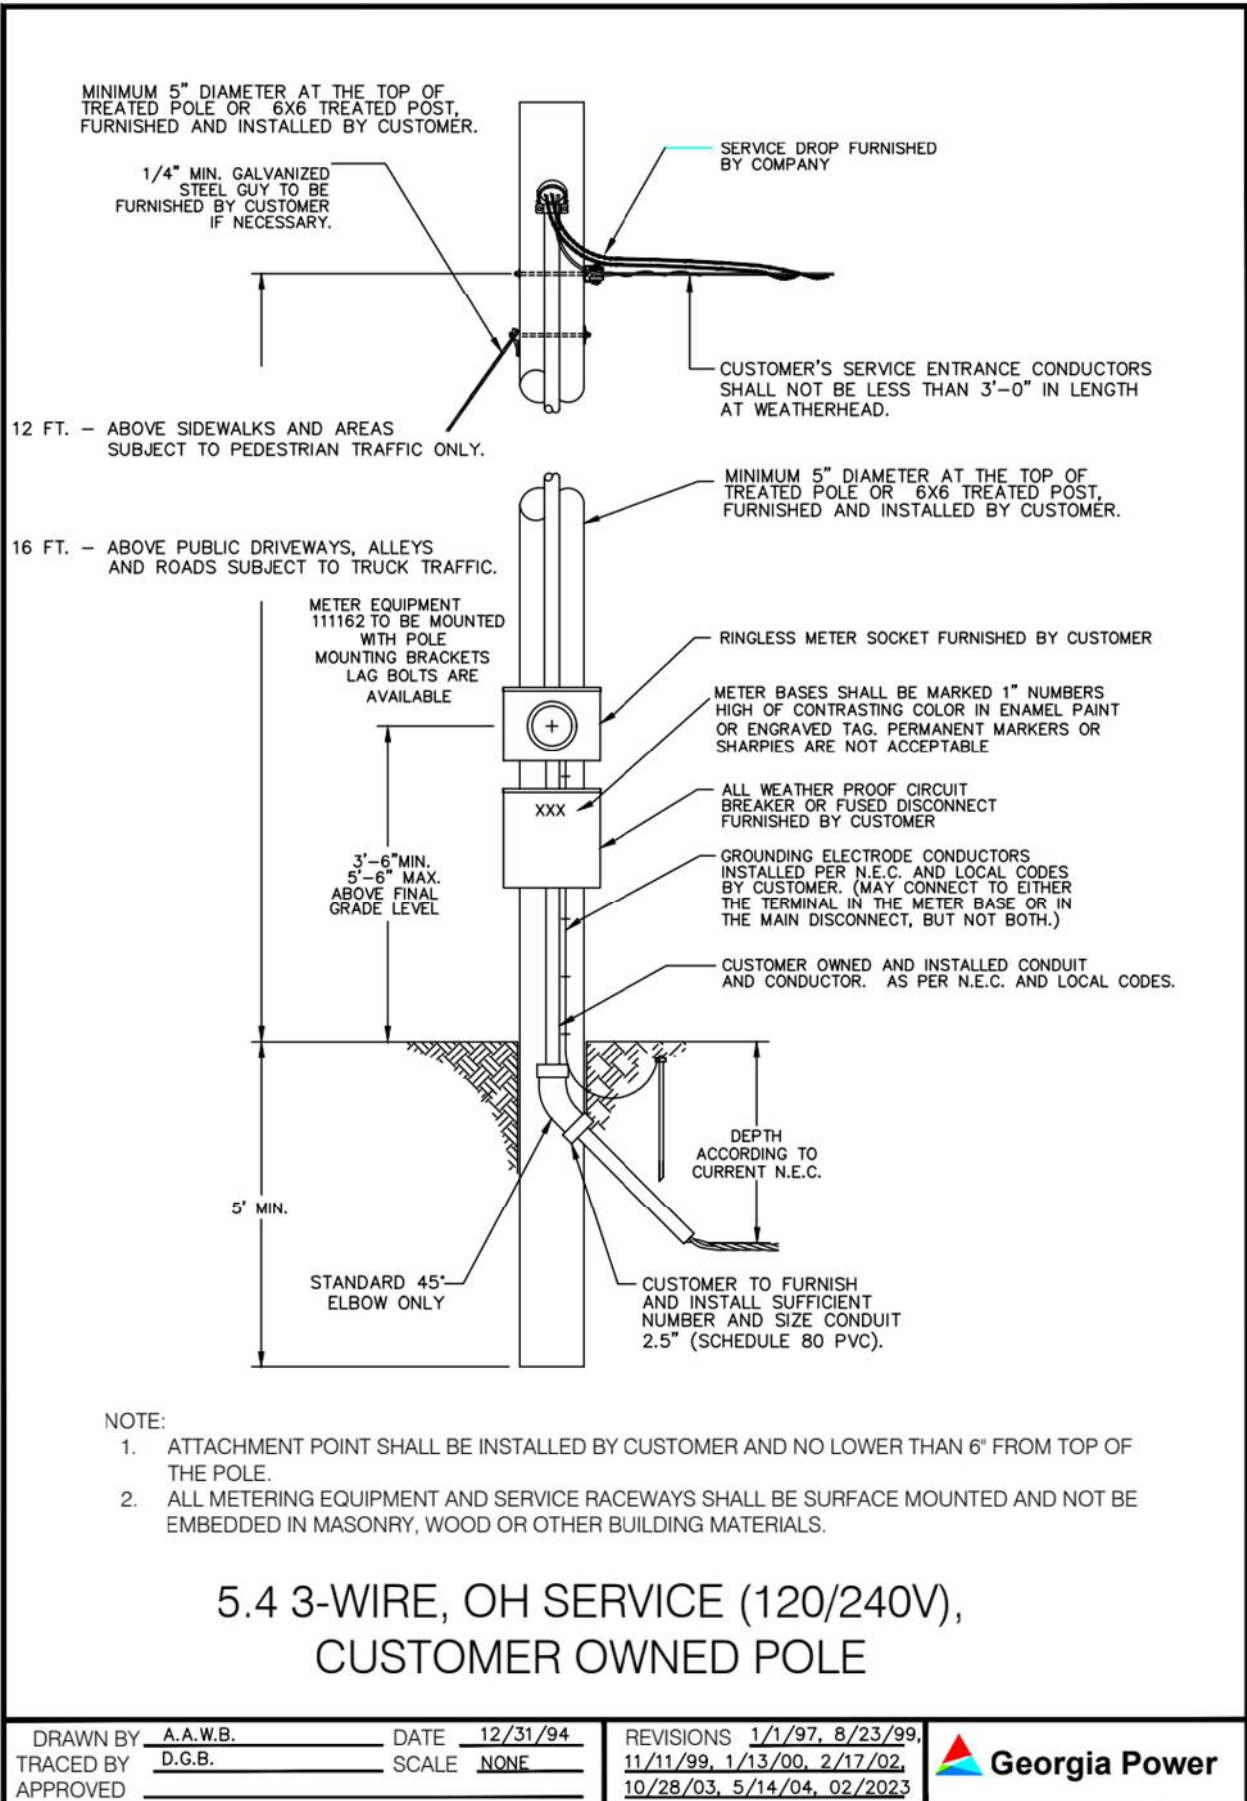 MINIMUM 5" DIAMETER AT THE TOP OF
TREATED POLE OR 6X6 TREATED POST,
FURNISHED AND INSTALLED BY CUSTOMER.
SERVICE DROP FURNISHED
BY COMPANY
1/4" MIN. GALVANIZED
STEEL GUY TO BE
FURNISHED BY CUSTOMER
IF NECESSARY.
CUSTOMER'S SERVICE ENTRANCE CONDUCTORS
SHALL NOT BE LESS THAN 3'-0" IN LENGTH
AT WEATHERHEAD.
12 FT. - ABOVE SIDEWALKS AND AREAS
SUBJECT TO PEDESTRIAN TRAFFIC ONLY.
MINIMUM 5" DIAMETER AT THE TOP OF
TREATED POLE OR 6X6 TREATED POST,
FURNISHED AND INSTALLED BY CUSTOMER.
16 FT. - ABOVE PUBLIC DRIVEWAYS, ALLEYS
AND ROADS SUBJECT TO TRUCK TRAFFIC.
METER EQUIPMENT
111162 TO BE MOUNTED
WITH POLE
MOUNTING BRACKETS
LAG BOLTS ARE
AVAILABLE
RINGLESS METER SOCKET FURNISHED BY CUSTOMER
METER BASES SHALL BE MARKED 1" NUMBERS
HIGH OF CONTRASTING COLOR IN ENAMEL PAINT
OR ENGRAVED TAG. PERMANENT MARKERS OR
SHARPIES ARE NOT ACCEPTABLE
XXX
ALL WEATHER PROOF CIRCUIT
BREAKER OR FUSED DISCONNECT
FURNISHED BY CUSTOMER
3'-6"MIN.
5'-6" MAX.
ABOVE FINAL
GRADE LEVEL
GROUNDING ELECTRODE CONDUCTORS
INSTALLED PER N.E.C. AND LOCAL CODES
BY CUSTOMER. (MAY CONNECT TO EITHER
THE TERMINAL IN THE METER BASE OR IN
THE MAIN DISCONNECT, BUT NOT BOTH.)
CUSTOMER OWNED AND INSTALLED CONDUIT
AND CONDUCTOR. AS PER N.E.C. AND LOCAL CODES.
DEPTH
ACCORDING TO
CURRENT N.E.C.
5' MIN.
STANDARD 45°
ELBOW ONLY
CUSTOMER TO FURNISH
AND INSTALL SUFFICIENT
NUMBER AND SIZE CONDUIT
2.5" (SCHEDULE 80 PVC).
NOTE:
1. ATTACHMENT POINT SHALL BE INSTALLED BY CUSTOMER AND NO LOWER THAN 6" FROM TOP OF
THE POLE.
2. ALL METERING EQUIPMENT AND SERVICE RACEWAYS SHALL BE SURFACE MOUNTED AND NOT BE
EMBEDDED IN MASONRY, WOOD OR OTHER BUILDING MATERIALS.
5.4 3-WIRE, OH SERVICE (120/240V),
CUSTOMER OWNED POLE
DRAWN BY A.A.W.B. DATE 12/31/94
TRACED BY D.G.B. SCALE NONE
APPROVED
REVISIONS 1/1/97, 8/23/99,
11/11/99, 1/13/00, 2/17/02,
10/28/03, 5/14/04, 02/2023
Georgia Power